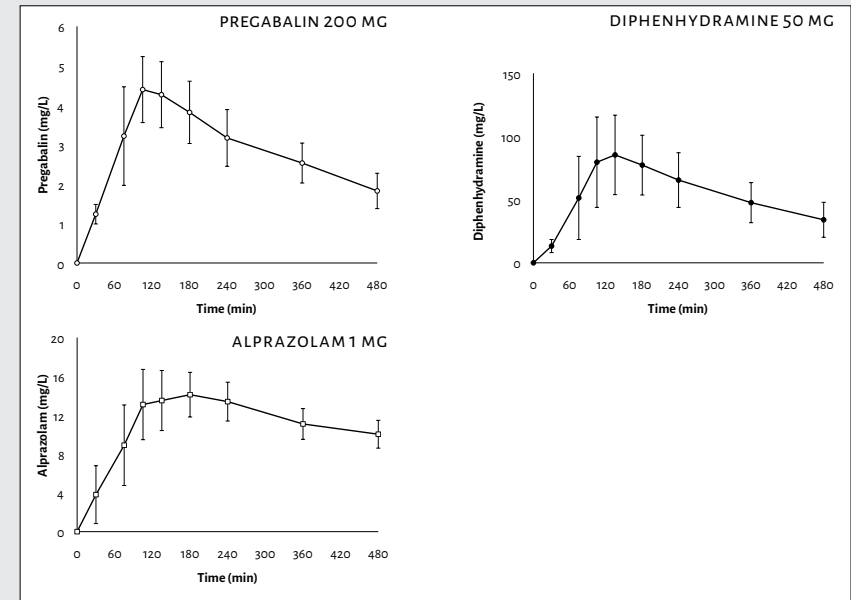 PREGABALIN 200 MG
6
5
4
3
2
1
0
Pregabalin (mg/L)
0 60 120 180 240 300 360 420 480
Time (min)
DIPHENHYDRAMINE 50 MG
150
100
50
0
Diphenhydramine (mg/L)
0 60 120 180 240 300 360 420 480
Time (min)
ALPRAZOLAM 1 MG
20
16
12
8
4
0
Alprazolam (mg/L)
0 60 120 180 240 300 360 420 480
Time (min)